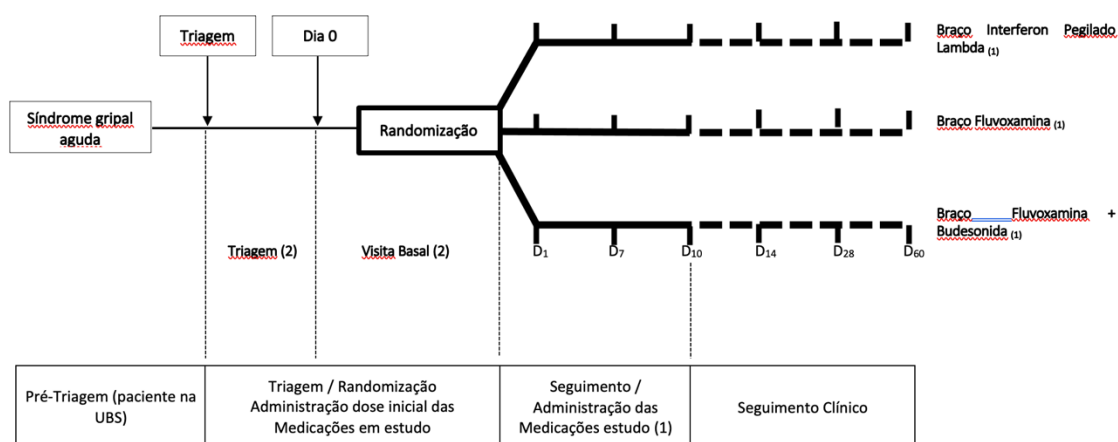 Triagem
Dia 0
Síndrome gripal
aguda
Randomização
Braço Interferon Pegilado
Lambda (1)
Braço Fluvoxamina (1)
Braço Fluvoxamina +
Budesonida (1)
D1 D7 D10 D14 D28 D60
Triagem (2)
Visita Basal (2)
Pré-Triagem (paciente na
UBS)
Triagem / Randomização
Administração dose inicial das
Medicações em estudo
Seguimento /
Administração das
Medicações estudo (1)
Seguimento Clínico